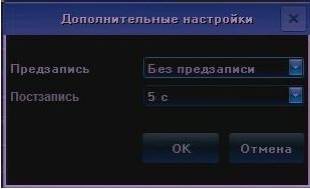 Дополнительные настройки
Предзапись Без предзаписи
Постзапись 5 с
OK Отмена